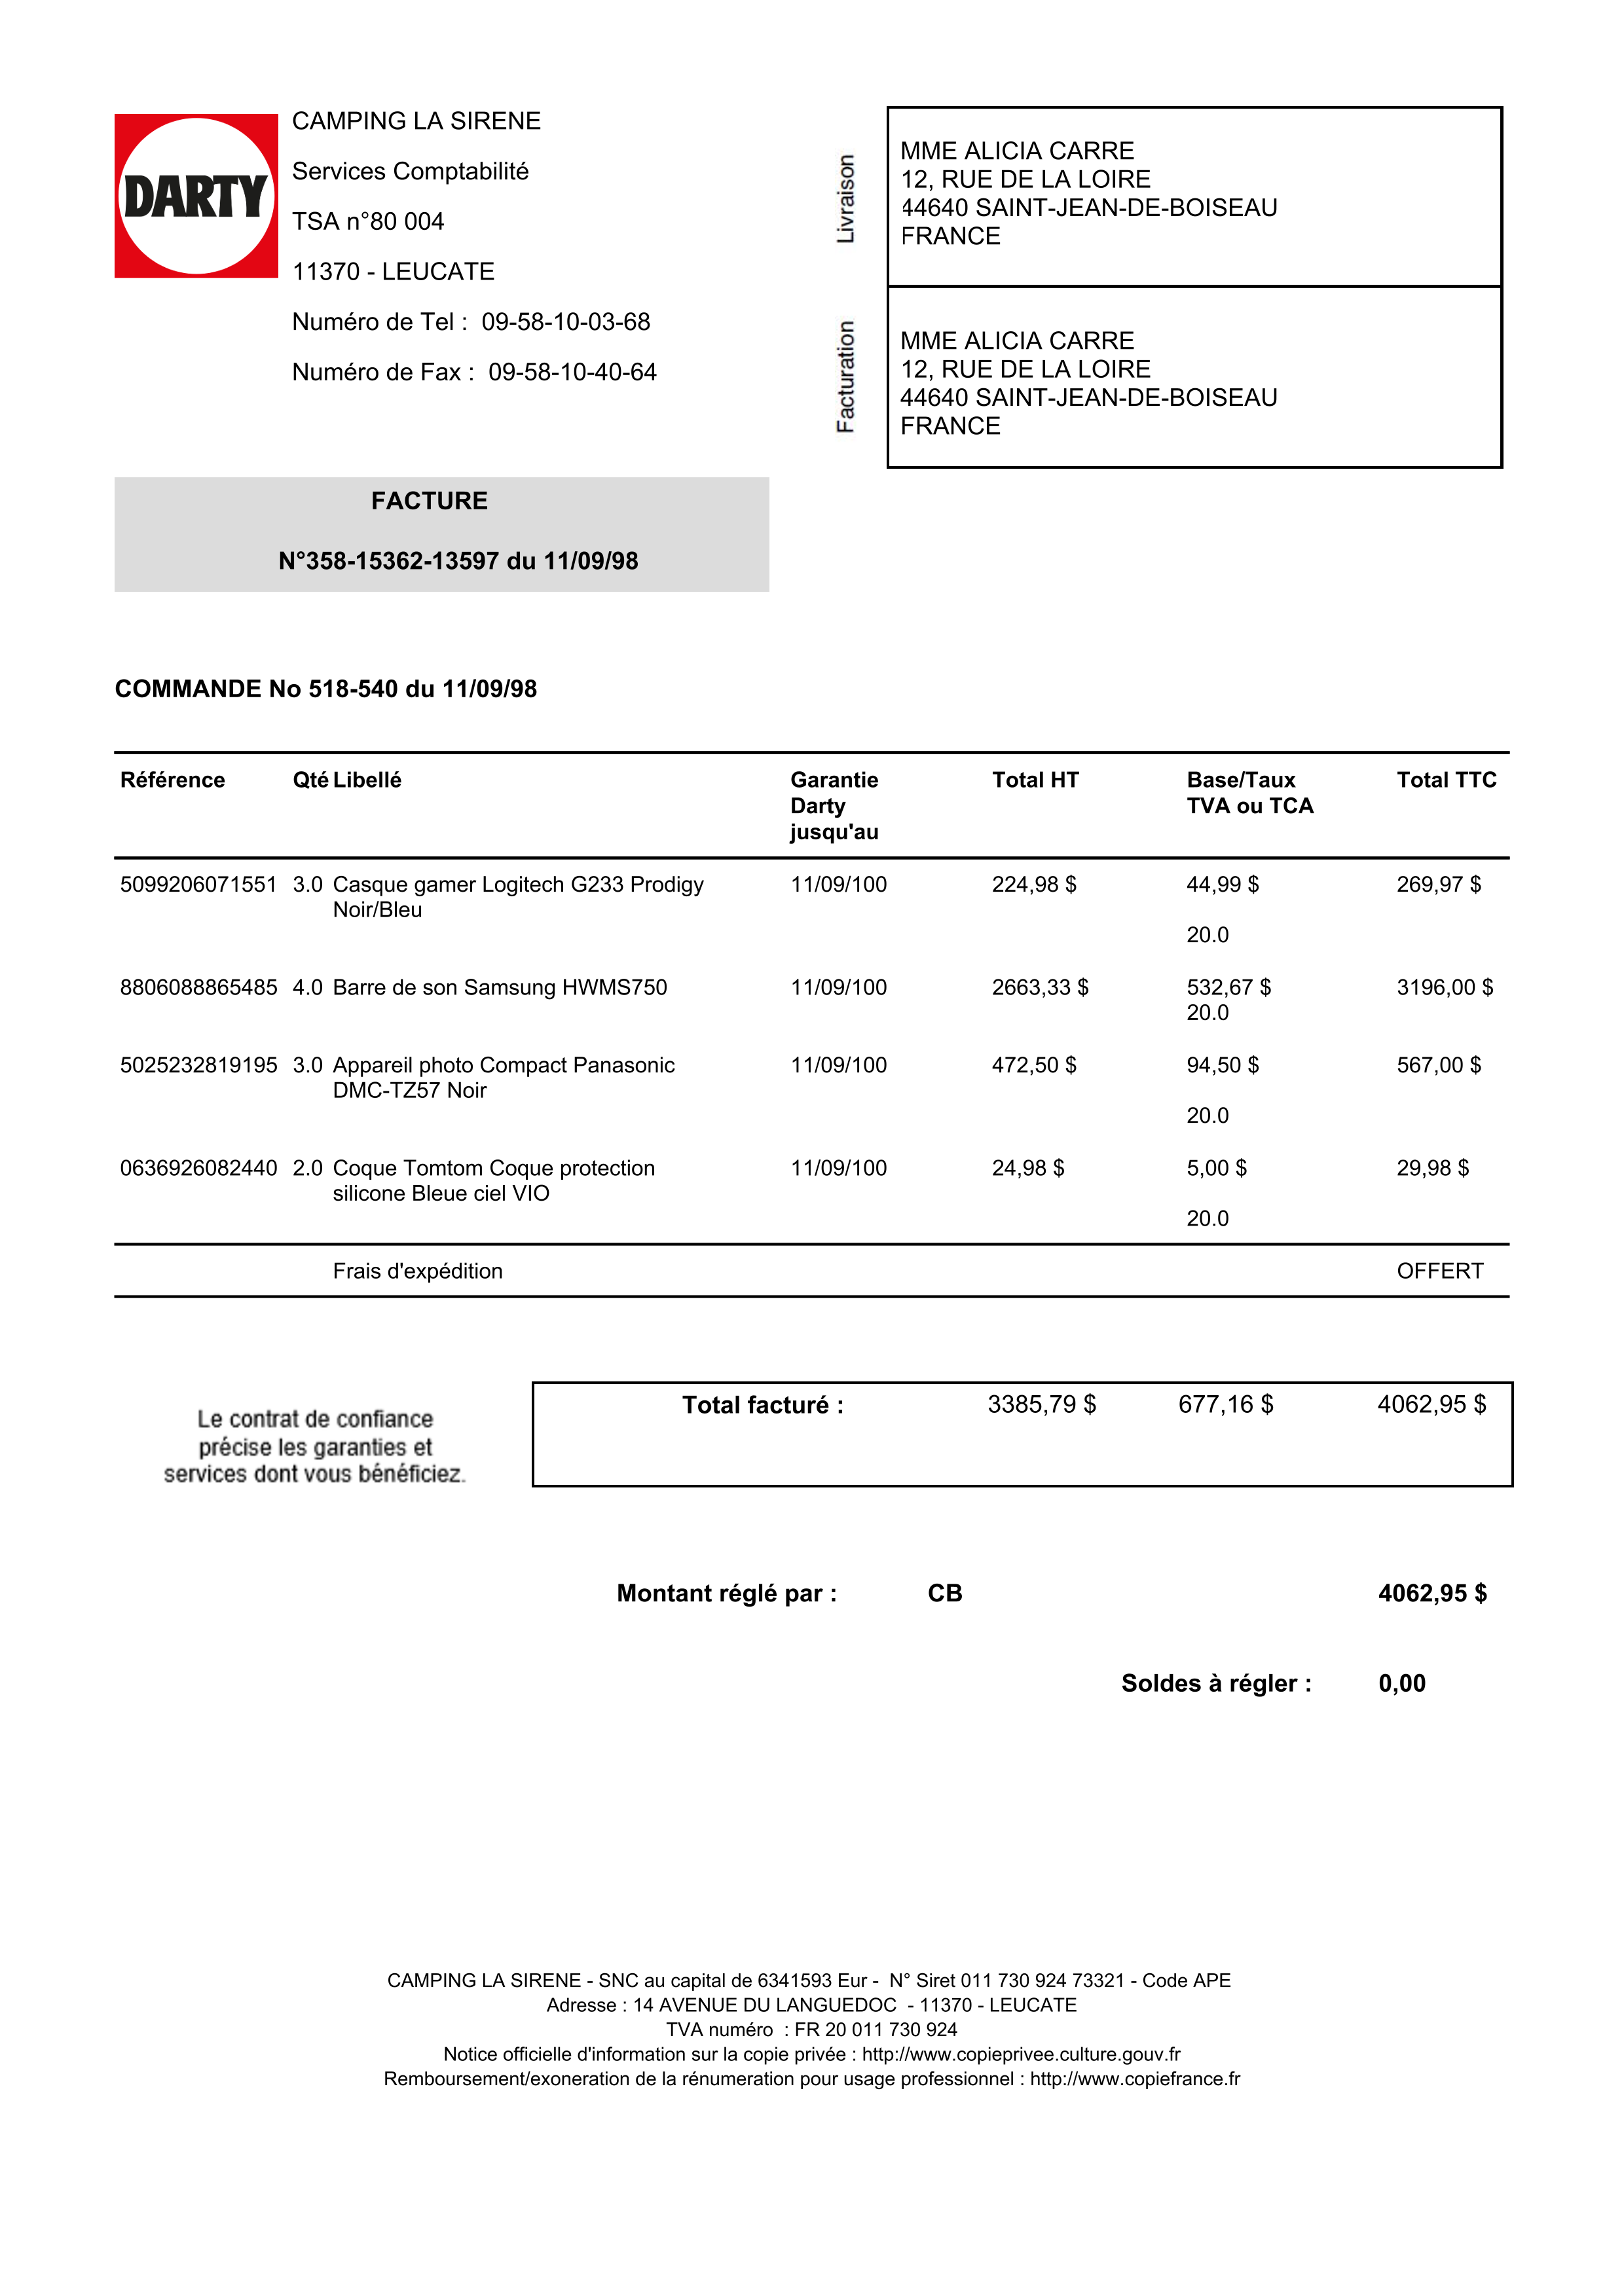 DARTY
CAMPING LA SIRENE
Services Comptabilité
TSA n°80 004
11370 - LEUCATE
Numéro de Tel : 09-58-10-03-68
Numéro de Fax : 09-58-10-40-64
Livraison
MME ALICIA CARRE
12, RUE DE LA LOIRE
44640 SAINT-JEAN-DE-BOISEAU
FRANCE
Facturation
MME ALICIA CARRE
12, RUE DE LA LOIRE
44640 SAINT-JEAN-DE-BOISEAU
FRANCE
FACTURE
N°358-15362-13597 du 11/09/98
COMMANDE No 518-540 du 11/09/98
Référence Qté Libellé Garantie Total HT Base/Taux Total TTC
Darty TVA ou TCA
jusqu'au
5099206071551 3.0 Casque gamer Logitech G233 Prodigy 11/09/100 224,98 $ 44,99 $ 269,97 $
Noir/Bleu
20.0
8806088865485 4.0 Barre de son Samsung HWMS750 11/09/100 2663,33 $ 532,67 $ 3196,00 $
20.0
5025232819195 3.0 Appareil photo Compact Panasonic 11/09/100 472,50 $ 94,50 $ 567,00 $
DMC-TZ57 Noir
20.0
0636926082440 2.0 Coque Tomtom Coque protection 11/09/100 24,98 $ 5,00 $ 29,98 $
silicone Bleue ciel VIO
20.0
Frais d'expédition OFFERT
Le contrat de confiance
précise les garanties et
services dont vous bénéficiez.
Total facturé : 3385,79 $ 677,16 $ 4062,95 $
Montant réglé par : CB 4062,95 $
Soldes à régler : 0,00
CAMPING LA SIRENE - SNC au capital de 6341593 Eur - N° Siret 011 730 924 73321 - Code APE
Adresse : 14 AVENUE DU LANGUEDOC - 11370 - LEUCATE
TVA numéro : FR 20 011 730 924
Notice officielle d'information sur la copie privée : http://www.copieprivee.culture.gouv.fr
Remboursement/exoneration de la rénumeration pour usage professionnel : http://www.copiefrance.fr